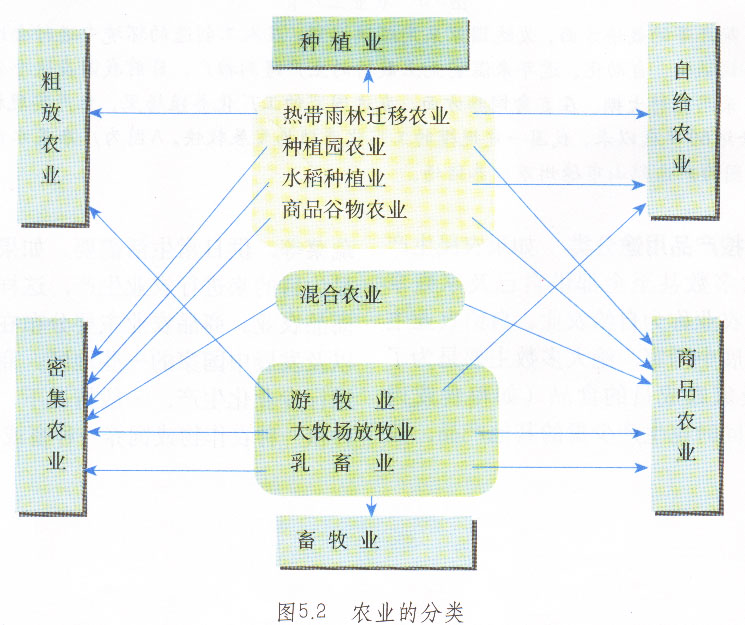 种植业
粗放农业
自给农业
热带雨林迁移农业
种植园农业
水稻种植业
商品谷物农业
混合农业
密集农业
商品农业
游牧业
大牧场放牧业
乳畜业
畜牧业
图5.2 农业的分类